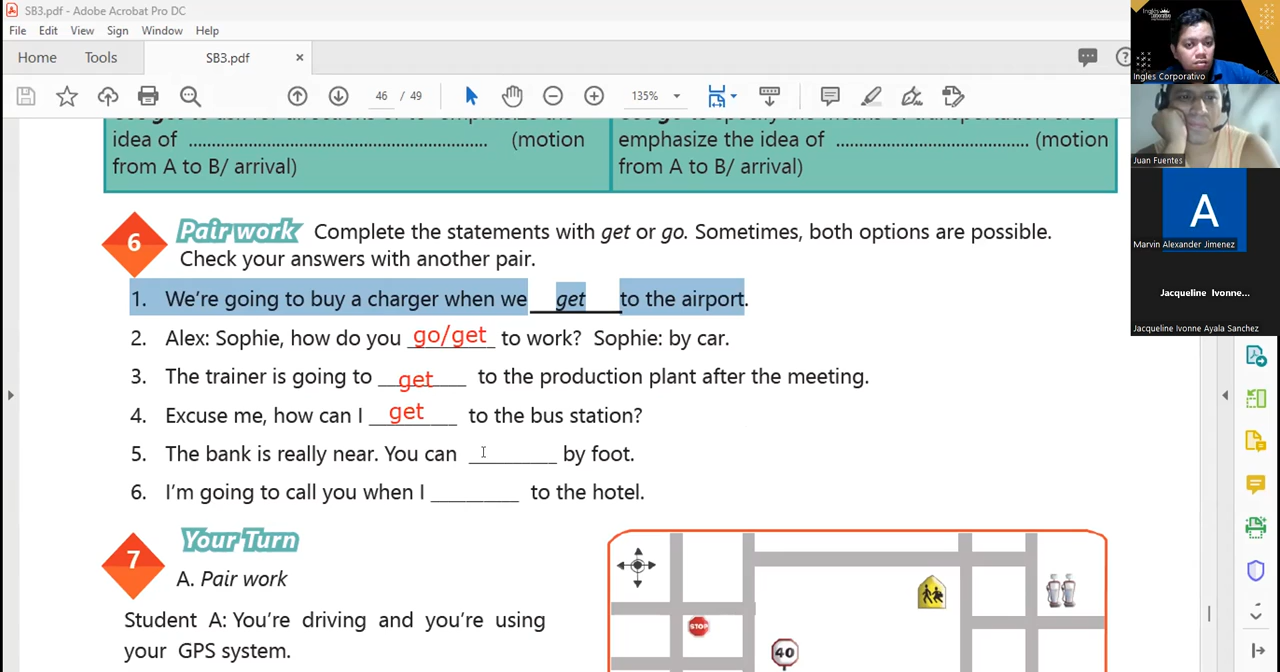 SB3.pdf - Adobe Acrobat Pro DC
File Edit View Sign Window Help
Home Tools SB3.pdf ×
46 / 49 135%
idea of .................................................... (motion
from A to B/ arrival)
emphasize the idea of ................................. (motion
from A to B/ arrival)
6 Pair work Complete the statements with get or go. Sometimes, both options are possible.
Check your answers with another pair.
1. We're going to buy a charger when we get to the airport.
2. Alex: Sophie, how do you go/get to work? Sophie: by car.
3. The trainer is going to get to the production plant after the meeting.
4. Excuse me, how can I get to the bus station?
5. The bank is really near. You can ________ by foot.
6. I'm going to call you when I ________ to the hotel.
7 Your Turn
A. Pair work
Student A: You're driving and you're using
your GPS system.
STOP
40
Ingles Corporativo
Juan Fuentes
A
Marvin Alexander Jimenez
Jacqueline Ivonne...
Jacqueline Ivonne Ayala Sanchez